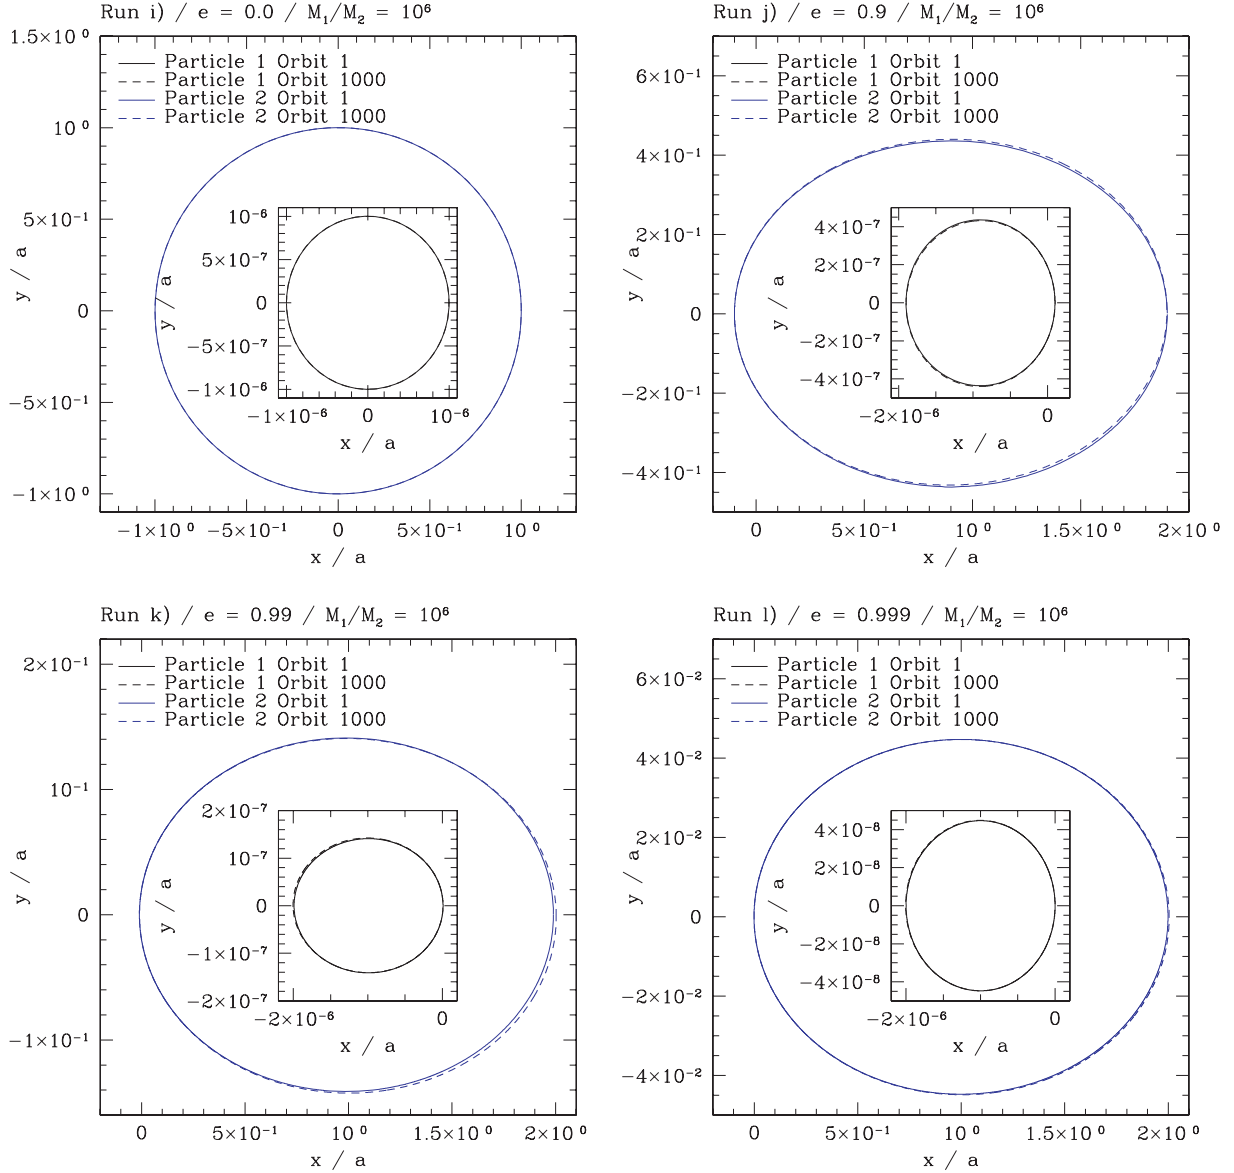 Run i) / e = 0.0 / M₁/M₂ = 10⁶
Particle 1 Orbit 1
Particle 1 Orbit 1000
Particle 2 Orbit 1
Particle 2 Orbit 1000
1.5×10⁰
10⁰
5×10⁻¹
0
−5×10⁻¹
−1×10⁰
y / a
−1×10⁰ −5×10⁻¹ 0 5×10⁻¹ 10⁰
x / a
10⁻⁶
5×10⁻⁷
0
−5×10⁻⁷
−1×10⁻⁶
y / a
−1×10⁻⁶ 0 10⁻⁶
x / a
Run j) / e = 0.9 / M₁/M₂ = 10⁶
Particle 1 Orbit 1
Particle 1 Orbit 1000
Particle 2 Orbit 1
Particle 2 Orbit 1000
6×10⁻¹
4×10⁻¹
2×10⁻¹
0
−2×10⁻¹
−4×10⁻¹
y / a
0 5×10⁻¹ 10⁰ 1.5×10⁰ 2×10⁰
x / a
4×10⁻⁷
2×10⁻⁷
0
−2×10⁻⁷
−4×10⁻⁷
y / a
−2×10⁻⁶ 0
x / a
Run k) / e = 0.99 / M₁/M₂ = 10⁶
Particle 1 Orbit 1
Particle 1 Orbit 1000
Particle 2 Orbit 1
Particle 2 Orbit 1000
2×10⁻¹
10⁻¹
0
−1×10⁻¹
y / a
0 5×10⁻¹ 10⁰ 1.5×10⁰ 2×10⁰
x / a
2×10⁻⁷
10⁻⁷
0
−1×10⁻⁷
−2×10⁻⁷
y / a
−2×10⁻⁶ 0
x / a
Run l) / e = 0.999 / M₁/M₂ = 10⁶
Particle 1 Orbit 1
Particle 1 Orbit 1000
Particle 2 Orbit 1
Particle 2 Orbit 1000
6×10⁻²
4×10⁻²
2×10⁻²
0
−2×10⁻²
−4×10⁻²
y / a
0 5×10⁻¹ 10⁰ 1.5×10⁰ 2×10⁰
x / a
4×10⁻⁸
2×10⁻⁸
0
−2×10⁻⁸
−4×10⁻⁸
y / a
−2×10⁻⁶ 0
x / a